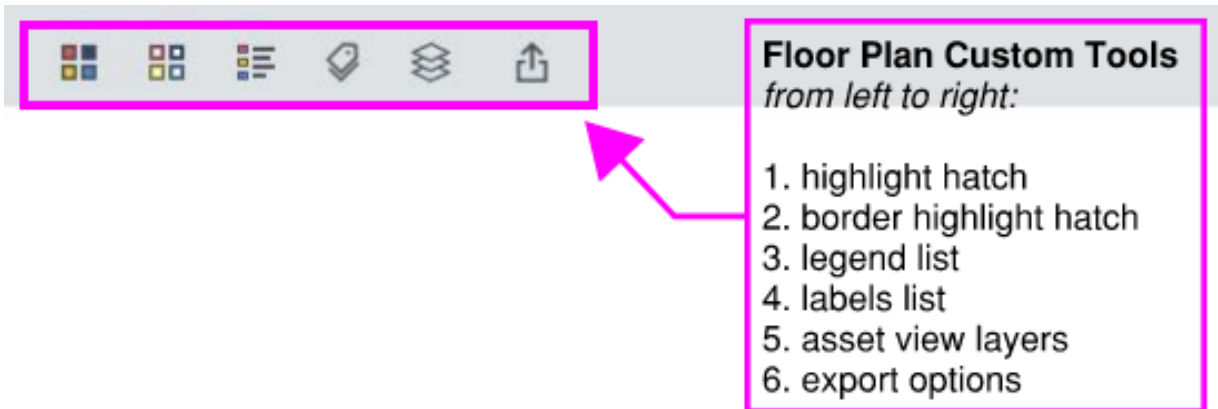 Floor Plan Custom Tools
from left to right:
1. highlight hatch
2. border highlight hatch
3. legend list
4. labels list
5. asset view layers
6. export options